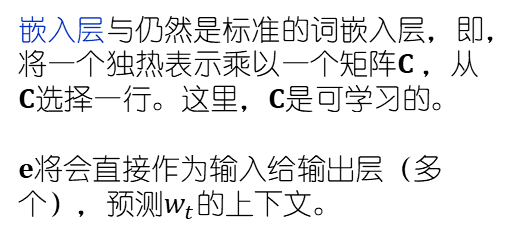 嵌入层与仍然是标准的词嵌入层，即，
将一个独热表示乘以一个矩阵C，从
C选择一行。这里，C是可学习的。
e将会直接作为输入给输出层（多
个），预测wₜ的上下文。